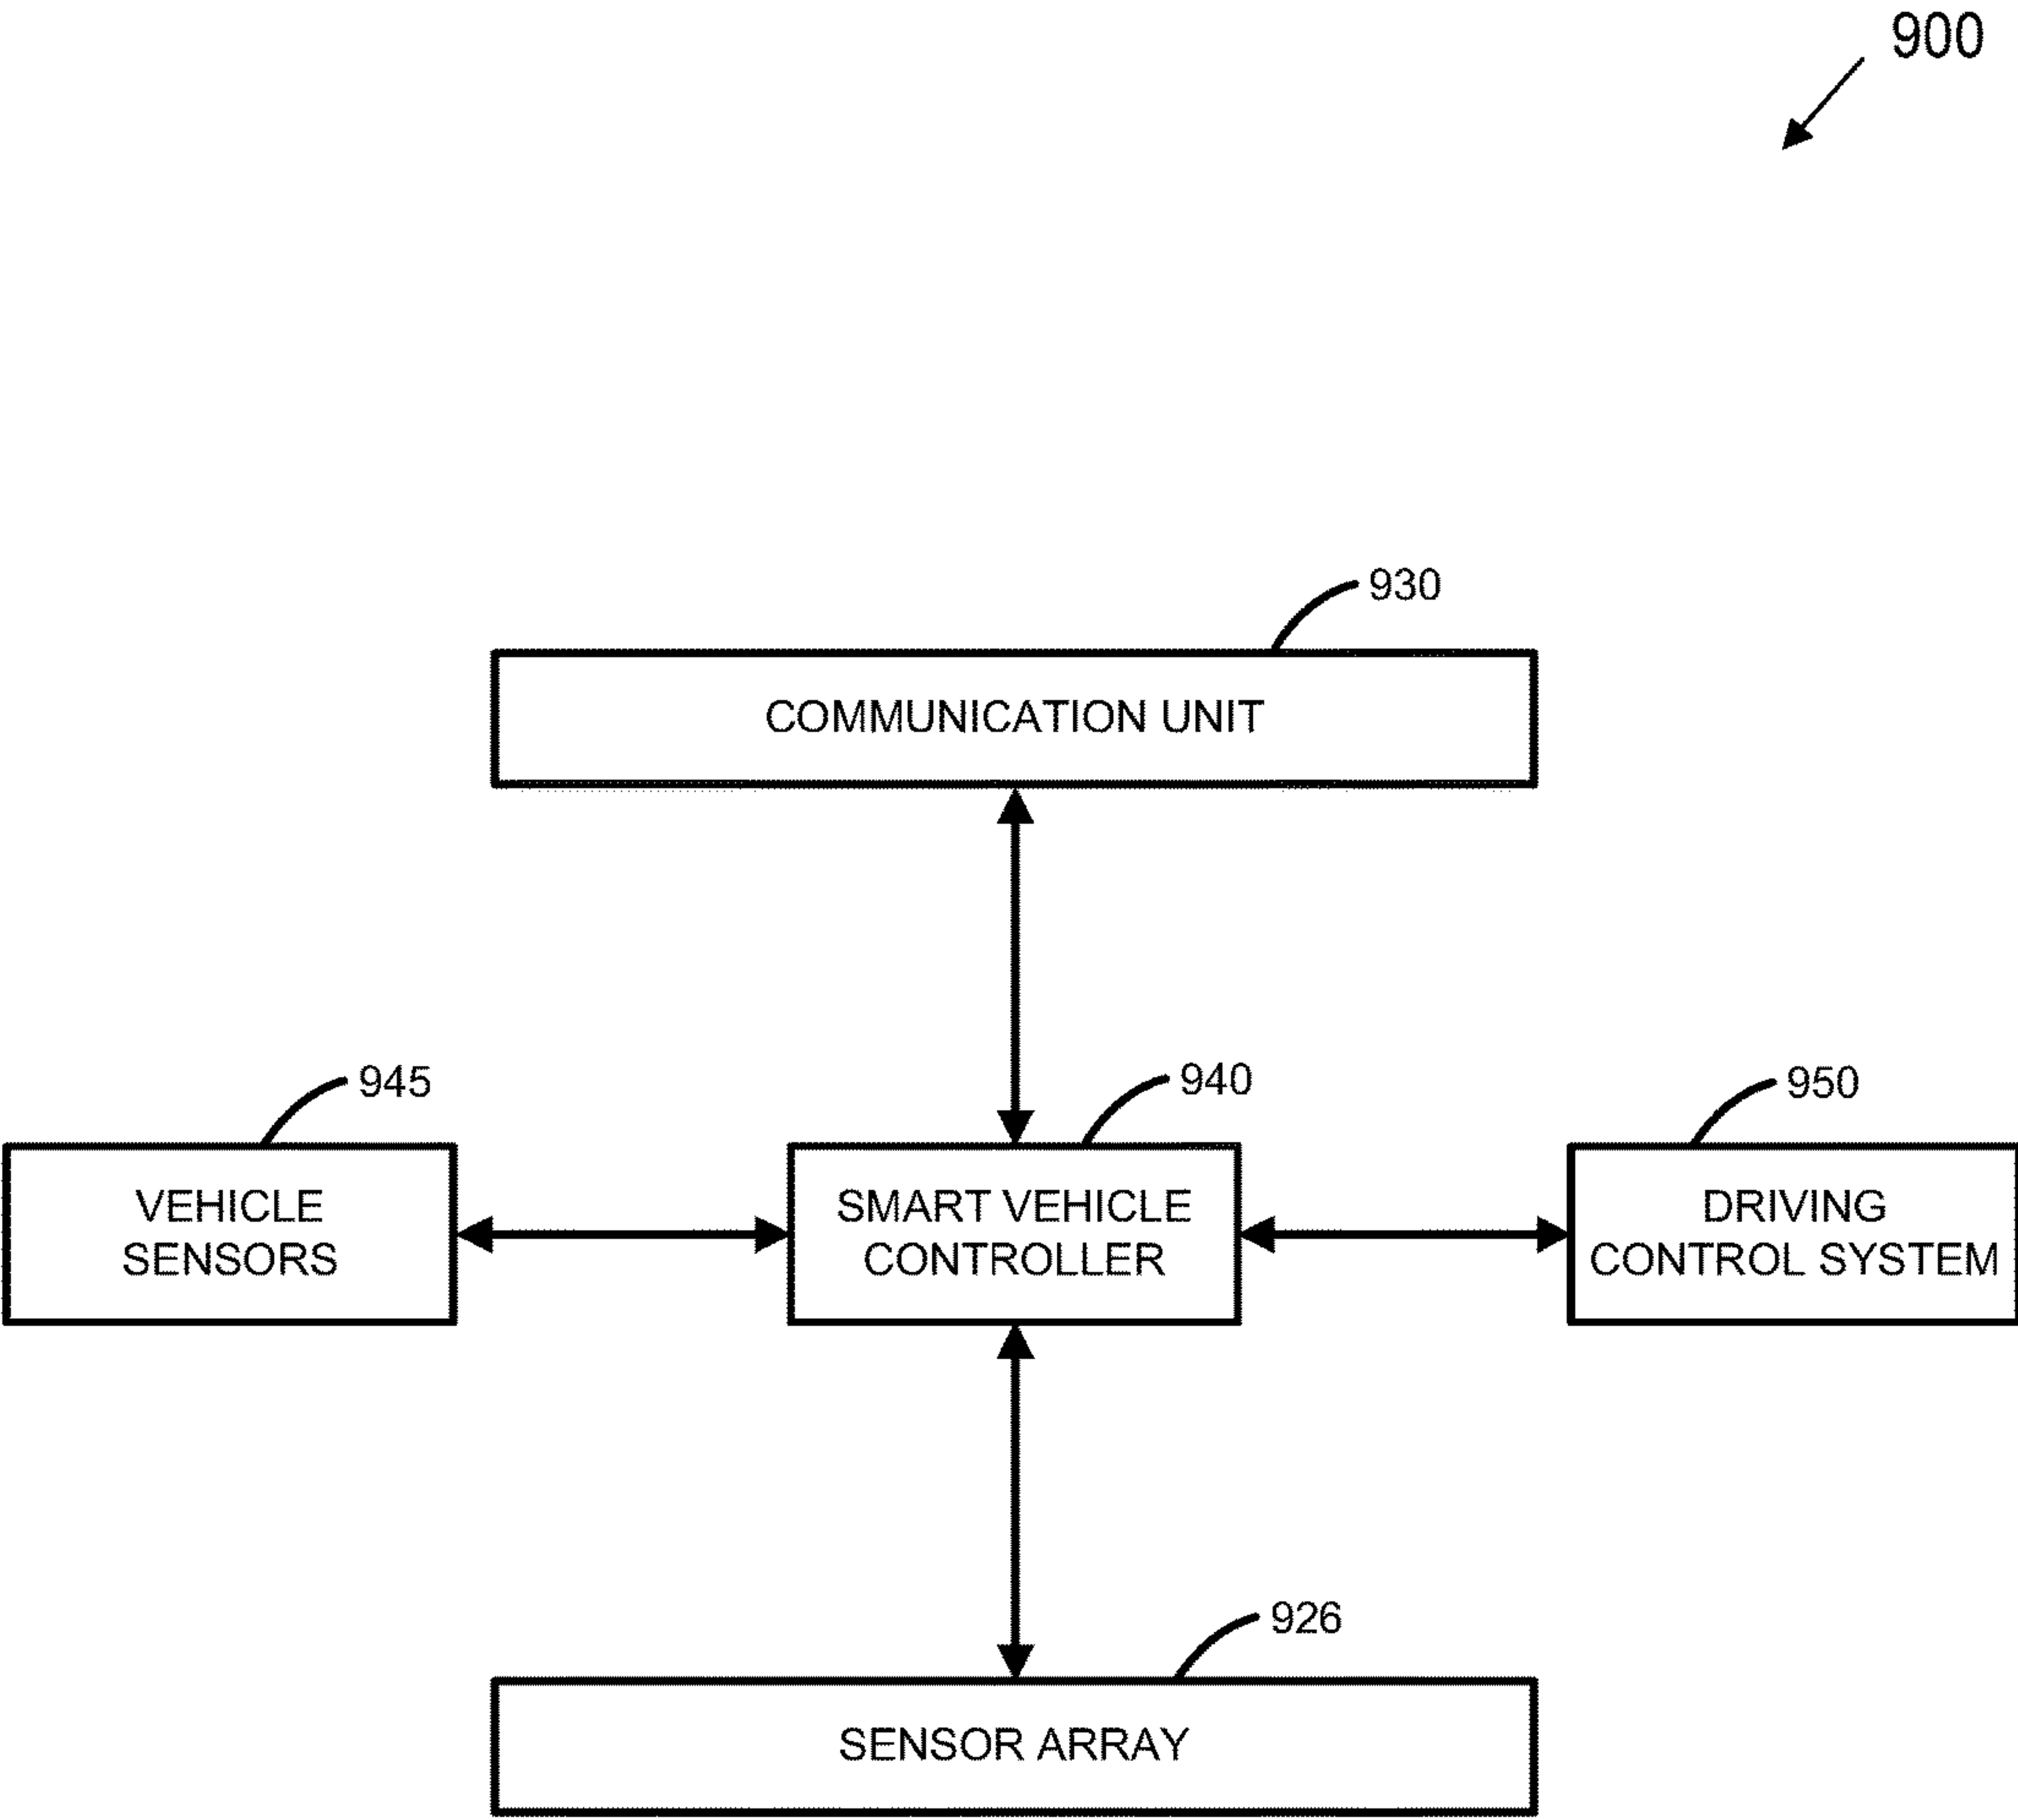 900
930
COMMUNICATION UNIT
945
940
950
VEHICLE
SENSORS
SMART VEHICLE
CONTROLLER
DRIVING
CONTROL SYSTEM
926
SENSOR ARRAY